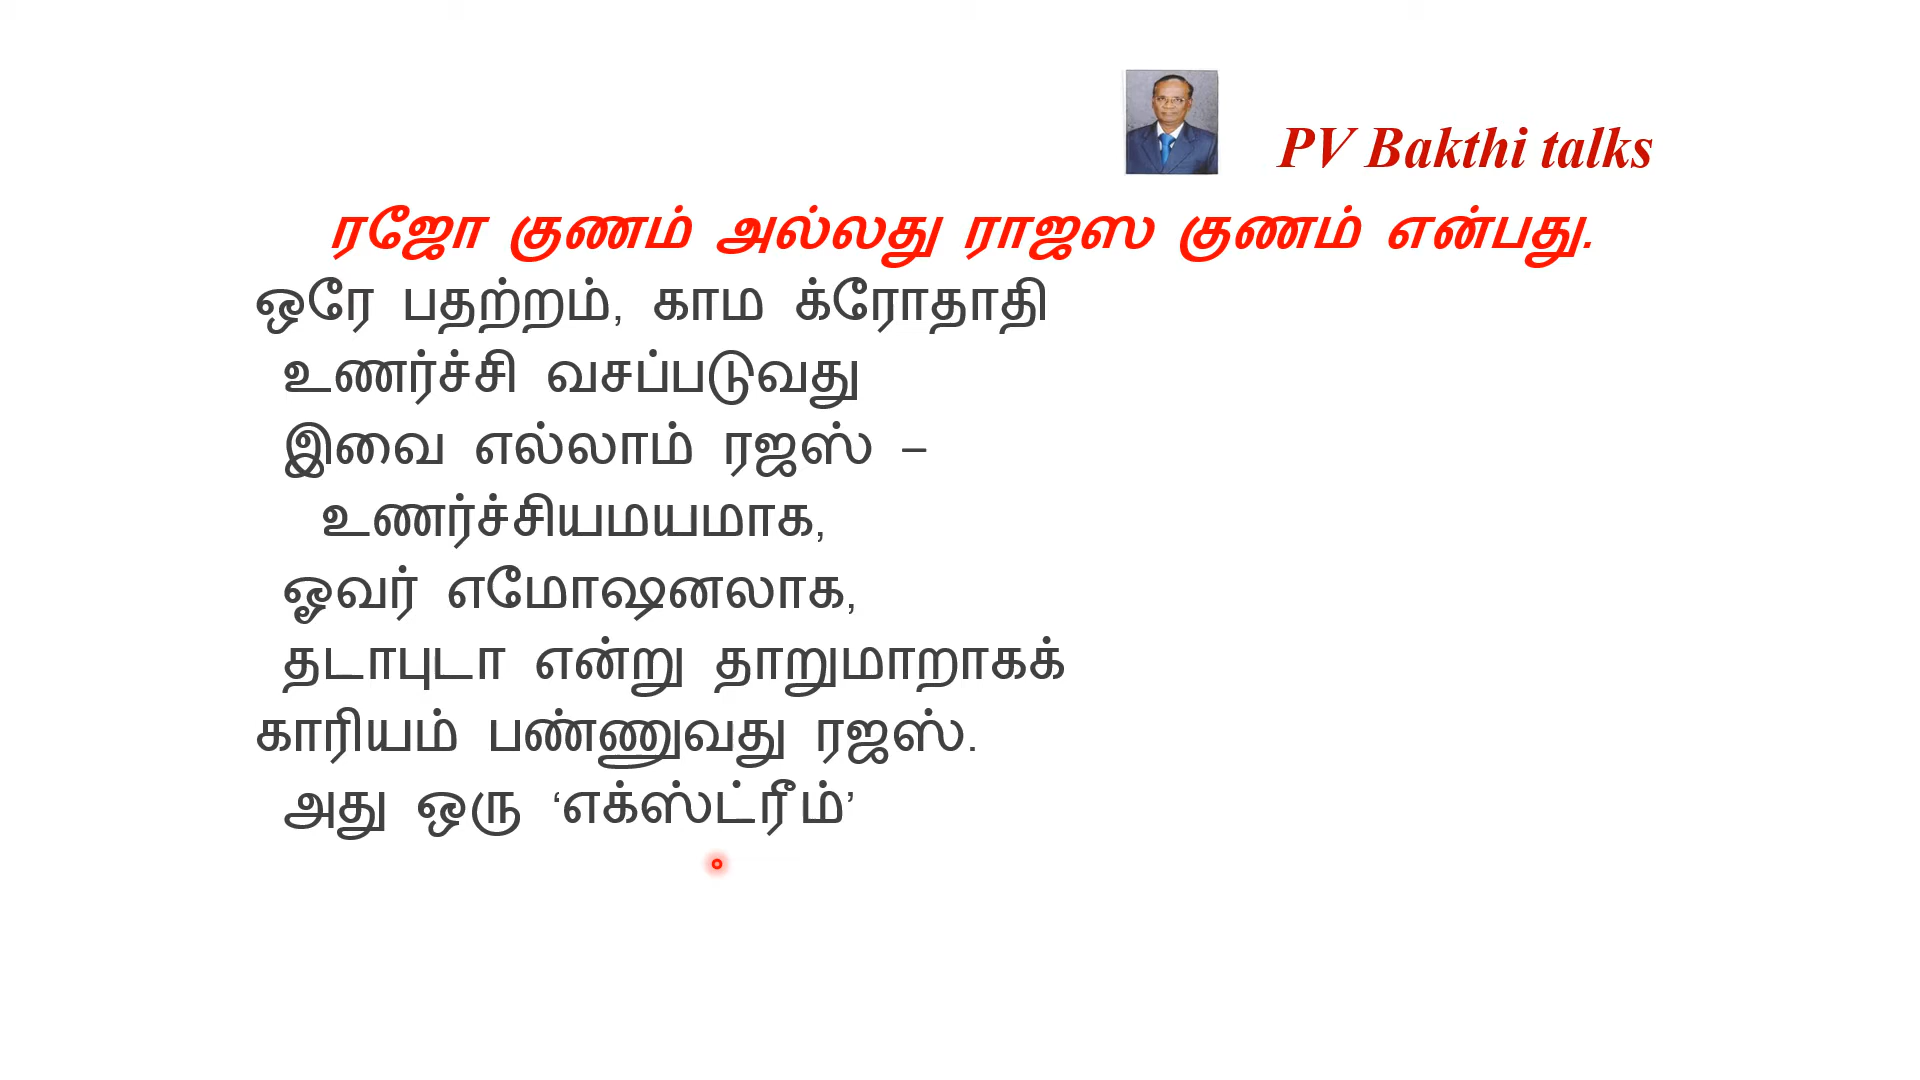 PV Bakthi talks
ரஜோ குணம் அல்லது ராஜஸ குணம் என்பது.
ஒரே பதற்றம், காம க்ரோதாதி
உணர்ச்சி வசப்படுவது
இவை எல்லாம் ரஜஸ் –
உணர்ச்சியமயமாக,
ஓவர் எமோஷனலாக,
தடாபுடா என்று தாறுமாறாகக்
காரியம் பண்ணுவது ரஜஸ்.
அது ஒரு ‘எக்ஸ்ட்ரீம்’